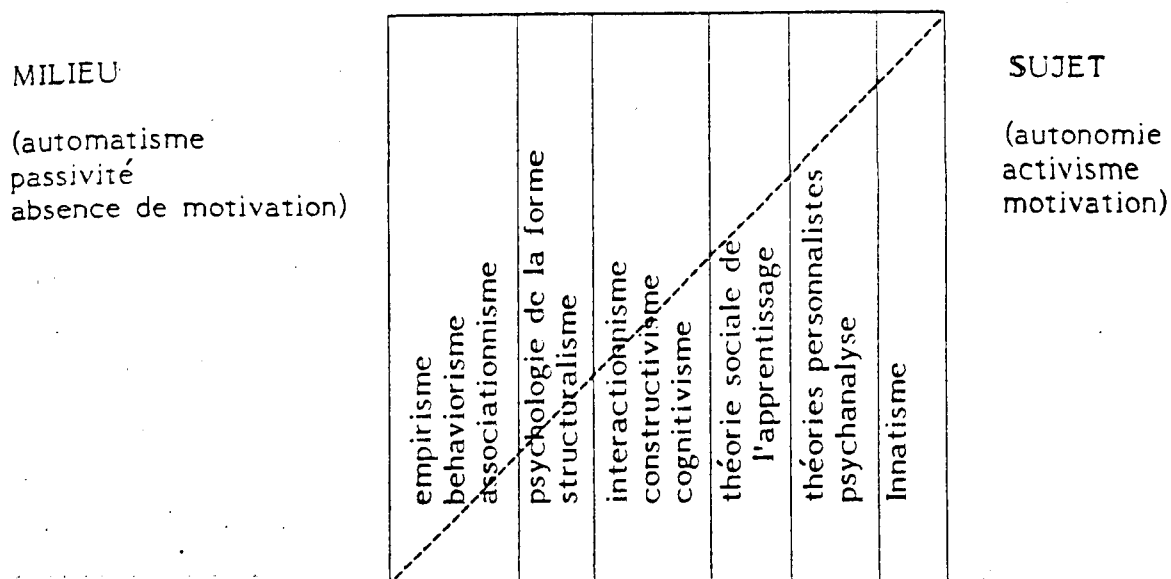 MILIEU
(automatisme
passivité
absence de motivation)
empirisme
behaviorisme
associationnisme
psychologie de la forme
structuralisme
interactionnisme
constructivisme
cognitivisme
théorie sociale de
l'apprentissage
théories personnalistes
psychanalyse
Innatisme
SUJET
(autonomie
activisme
motivation)